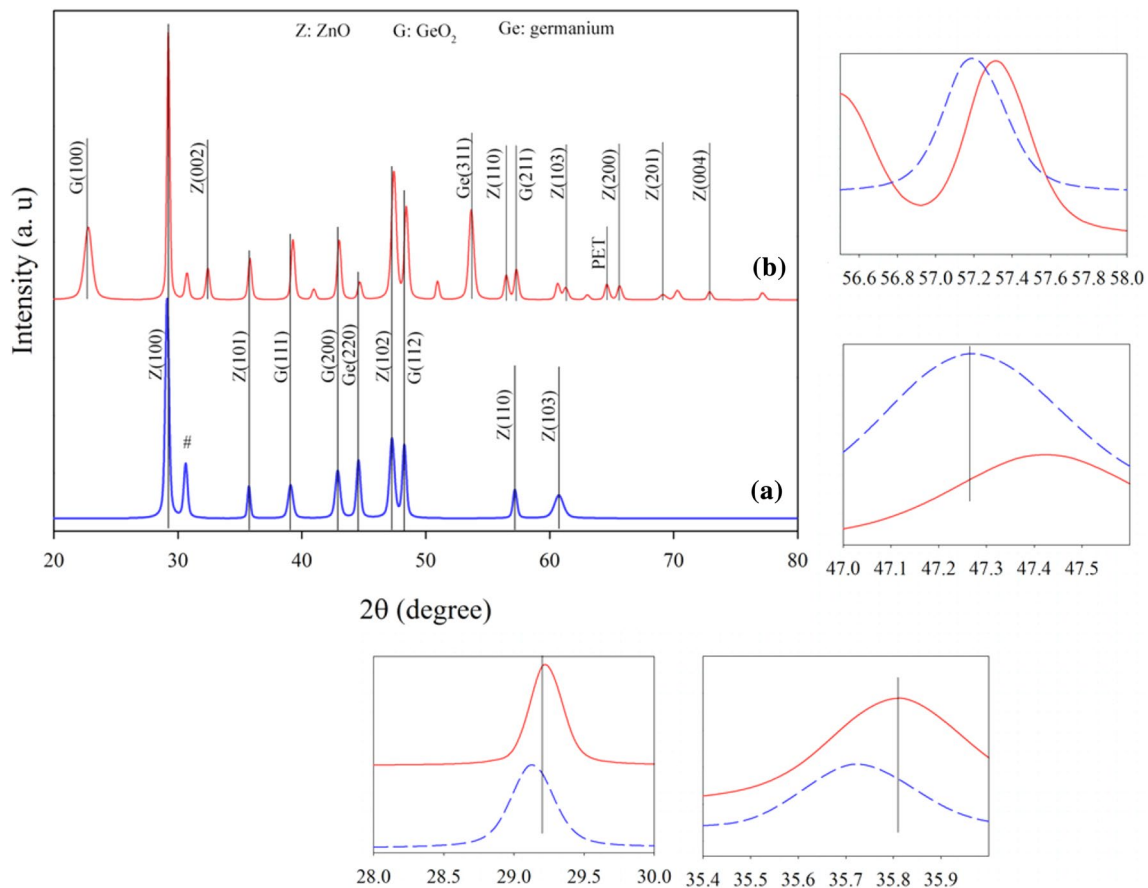 Z: ZnO G: GeO₂ Ge: germanium
Intensity (a. u)
G(100)
Z(002)
Ge(311)
Z(110)
G(211)
Z(103)
PET
Z(200)
Z(201)
Z(004)
(b)
Z(100)
#
Z(101)
G(111)
G(200)
Ge(220)
Z(102)
G(112)
Z(110)
Z(103)
(a)
20 30 40 50 60 70 80
2θ (degree)
56.6 56.8 57.0 57.2 57.4 57.6 57.8 58.0
47.0 47.1 47.2 47.3 47.4 47.5
28.0 28.5 29.0 29.5 30.0
35.4 35.5 35.6 35.7 35.8 35.9